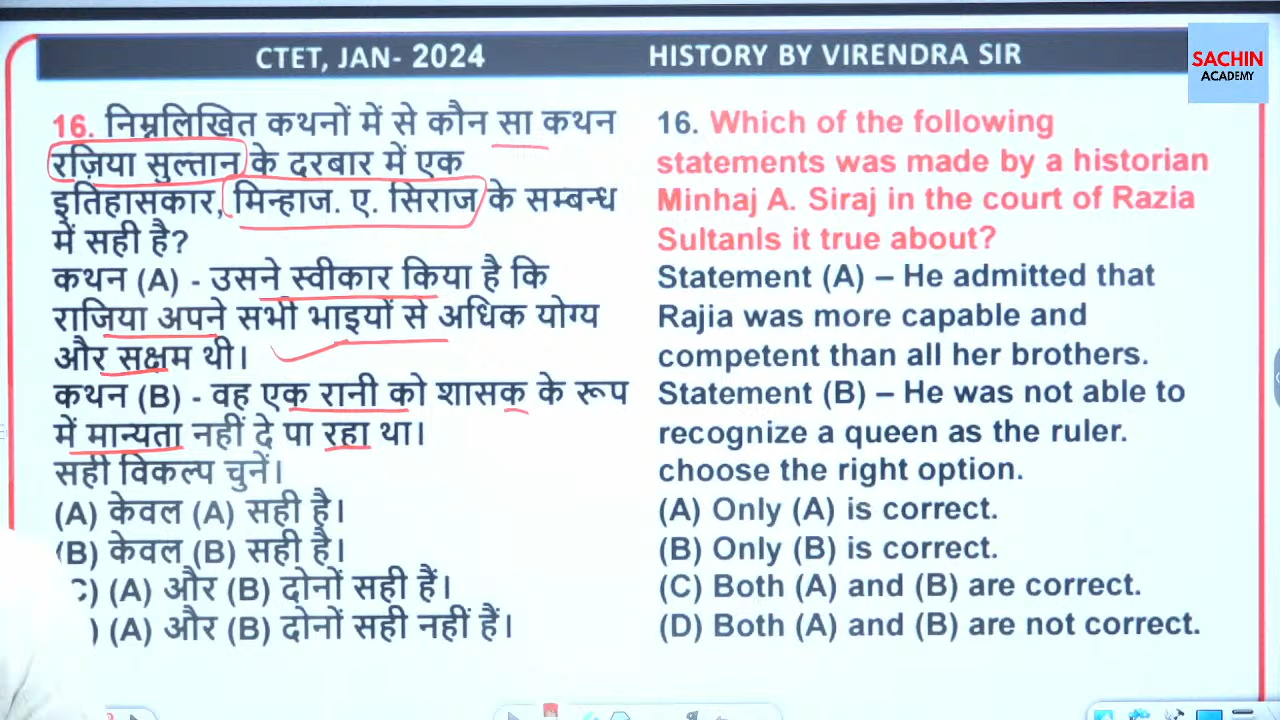 CTET, JAN- 2024
HISTORY BY VIRENDRA SIR
SACHIN
ACADEMY
16. निम्नलिखित कथनों में से कौन सा कथन
रज़िया सुल्तान के दरबार में एक
इतिहासकार, मिन्हाज. ए. सिराज के सम्बन्ध
में सही है?
कथन (A) - उसने स्वीकार किया है कि
राजिया अपने सभी भाइयों से अधिक योग्य
और सक्षम थी।
कथन (B) - वह एक रानी को शासक के रूप
में मान्यता नहीं दे पा रहा था।
सही विकल्प चुनें।
(A) केवल (A) सही है।
(B) केवल (B) सही है।
) (A) और (B) दोनों सही हैं।
) (A) और (B) दोनों सही नहीं हैं।
16. Which of the following
statements was made by a historian
Minhaj A. Siraj in the court of Razia
Sultanls it true about?
Statement (A) – He admitted that
Rajia was more capable and
competent than all her brothers.
Statement (B) – He was not able to
recognize a queen as the ruler.
choose the right option.
(A) Only (A) is correct.
(B) Only (B) is correct.
(C) Both (A) and (B) are correct.
(D) Both (A) and (B) are not correct.